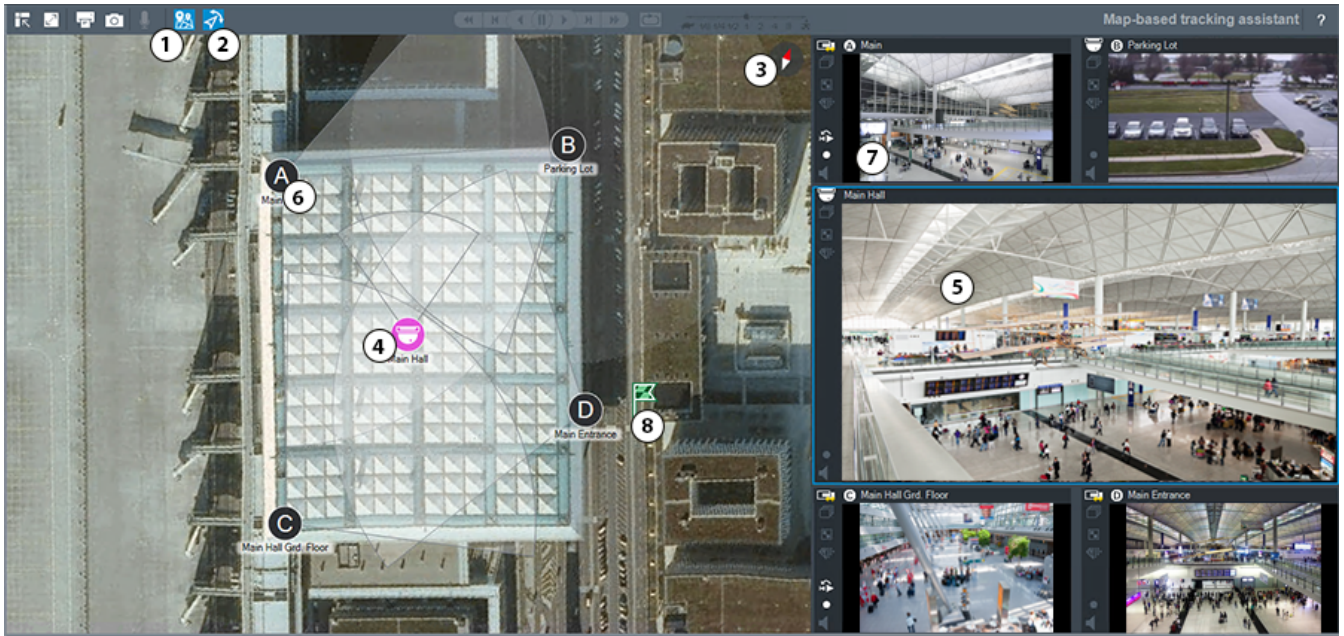 Map-based tracking assistant ?
1
2
3
A Main
B Parking Lot
7
B
Parking Lot
A
Main
6
Main Hall
5
4
Main Hall
8
D
Main Entrance
C
Main Hall Grd. Floor
C Main Hall Grd. Floor
D Main Entrance